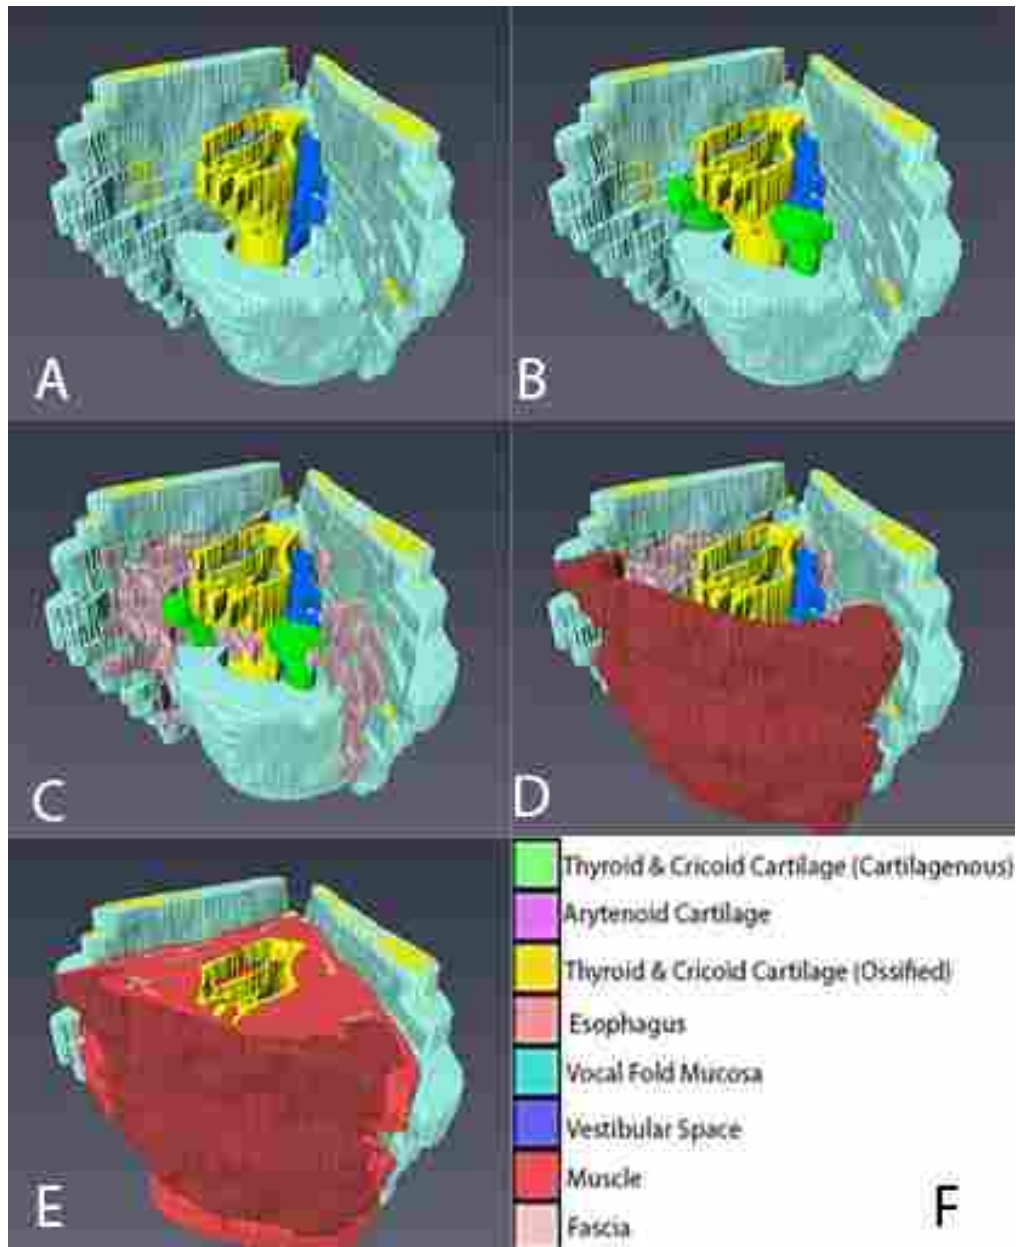 A
B
C
D
E
Thyroid & Cricoid Cartilage (Cartilagenous)
Arytenoid Cartilage
Thyroid & Cricoid Cartilage (Ossified)
Esophagus
Vocal Fold Mucosa
Vestibular Space
Muscle
Fascia
F